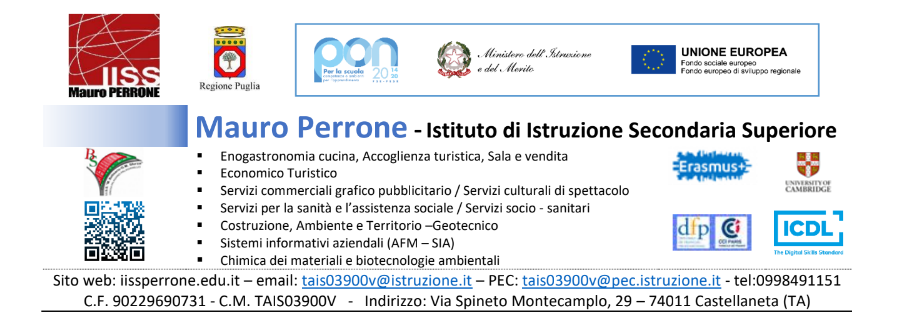 IISS
Mauro PERRONE
Regione Puglia
pon
Per la scuola
2014
20
Ministero dell'Istruzione
e del Merito
UNIONE EUROPEA
Fondo sociale europeo
Fondo europeo di sviluppo regionale
Mauro Perrone - Istituto di Istruzione Secondaria Superiore
▪ Enogastronomia cucina, Accoglienza turistica, Sala e vendita
▪ Economico Turistico
▪ Servizi commerciali grafico pubblicitario / Servizi culturali di spettacolo
▪ Servizi per la sanità e l'assistenza sociale / Servizi socio - sanitari
▪ Costruzione, Ambiente e Territorio –Geotecnico
▪ Sistemi informativi aziendali (AFM – SIA)
▪ Chimica dei materiali e biotecnologie ambientali
BS
Erasmus+
UNIVERSITY OF
CAMBRIDGE
dfp
CCI PARIS
ICDL
The Digital Skills Standard
Sito web: iissperrone.edu.it – email: tais03900v@istruzione.it – PEC: tais03900v@pec.istruzione.it - tel:0998491151
C.F. 90229690731 - C.M. TAIS03900V - Indirizzo: Via Spineto Montecamplo, 29 – 74011 Castellaneta (TA)